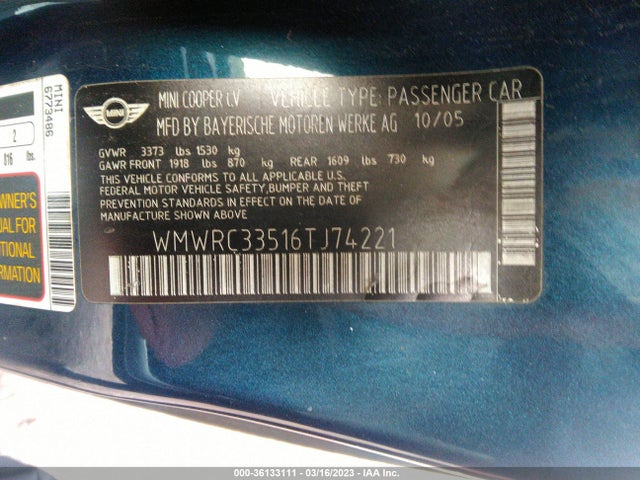 MINI
6773486
2
816 lbs.
WNER'S
UAL FOR
TIONAL
RMATION
MINI
MINI COOPER CV VEHICLE TYPE: PASSENGER CAR
MFD BY BAYERISCHE MOTOREN WERKE AG 10/05
GVWR 3373 lbs 1530 kg
GAWR FRONT 1918 lbs 870 kg REAR 1609 lbs 730 kg
THIS VEHICLE CONFORMS TO ALL APPLICABLE U.S.
FEDERAL MOTOR VEHICLE SAFETY,BUMPER AND THEFT
PREVENTION STANDARDS IN EFFECT ON THE DATE OF
MANUFACTURE SHOWN ABOVE.
WMWRC33516TJ74221
000-36133111 - 03/16/2023 - IAA Inc.